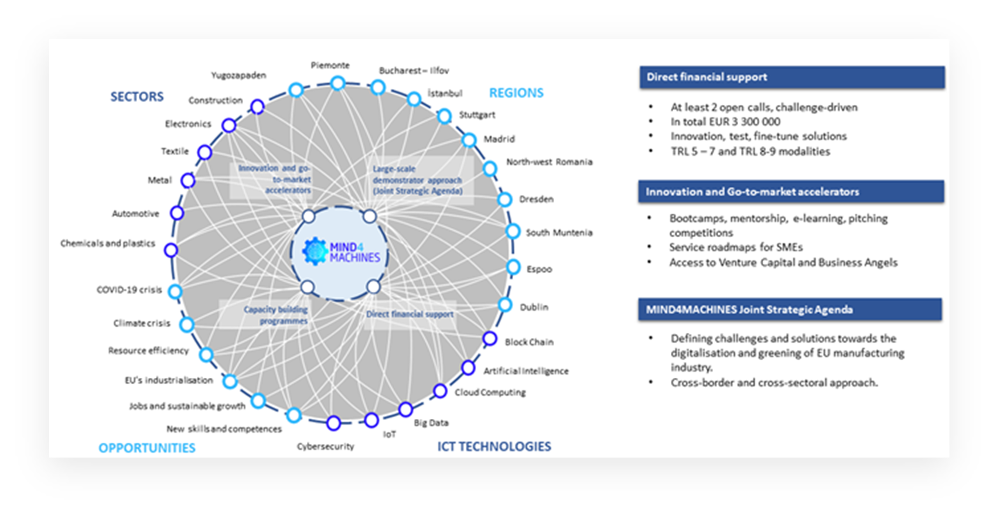 Piemonte
Bucharest – Ilfov
Yugozapaden
İstanbul
REGIONS
SECTORS
Construction
Stuttgart
Electronics
Madrid
Textile
North-west Romania
Metal
Dresden
Automotive
South Muntenia
Chemicals and plastics
Espoo
COVID-19 crisis
Dublin
Climate crisis
Block Chain
Resource efficiency
Artificial Intelligence
EU's industrialisation
Cloud Computing
Jobs and sustainable growth
Big Data
New skills and competences
IoT
Cybersecurity
OPPORTUNITIES
ICT TECHNOLOGIES
Innovation and go-
to-market
accelerators
Large-scale
demonstrator approach
(Joint Strategic Agenda)
MIND4
MACHINES
Capacity building
programmes
Direct financial support
Direct financial support
• At least 2 open calls, challenge-driven
• In total EUR 3 300 000
• Innovation, test, fine-tune solutions
• TRL 5 – 7 and TRL 8-9 modalities
Innovation and Go-to-market accelerators
• Bootcamps, mentorship, e-learning, pitching
competitions
• Service roadmaps for SMEs
• Access to Venture Capital and Business Angels
MIND4MACHINES Joint Strategic Agenda
• Defining challenges and solutions towards the
digitalisation and greening of EU manufacturing
industry.
• Cross-border and cross-sectoral approach.